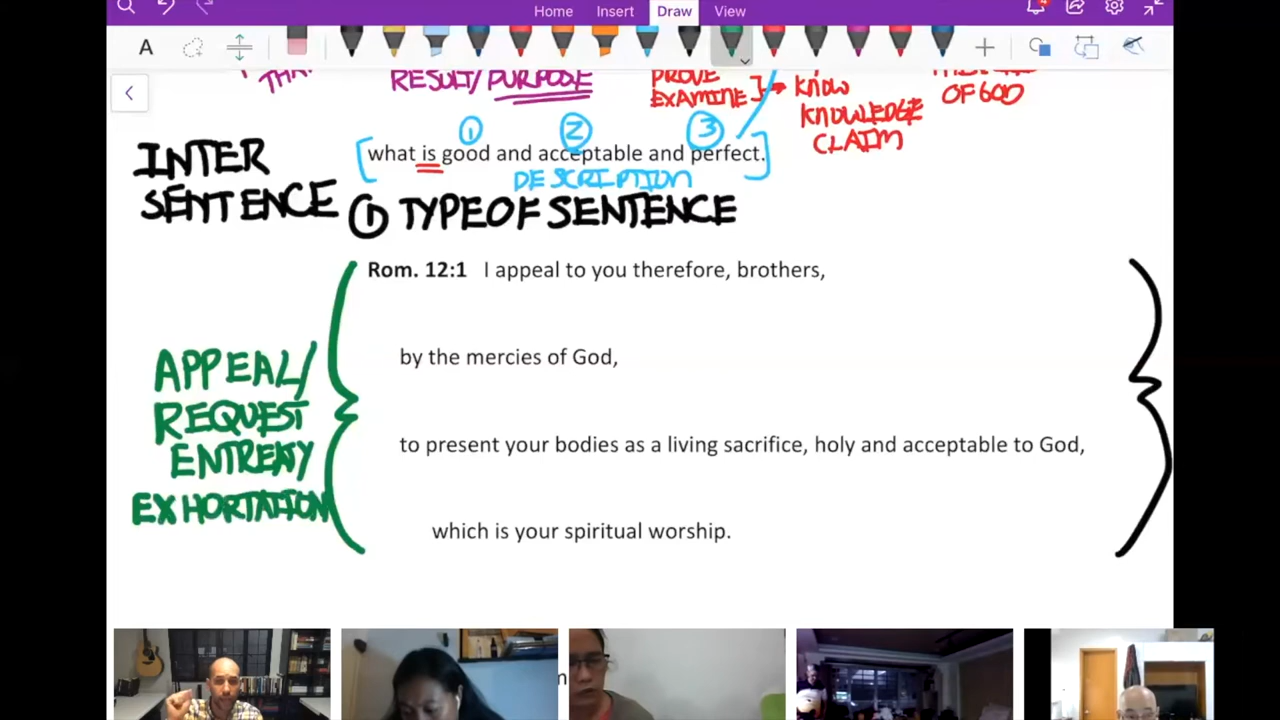 Home Insert Draw View
A
THA
RESULT/PURPOSE
PROVE
EXAMINE
KNOW
KNOWLEDGE
CLAIM
OF GOD
1 2 3
what is good and acceptable and perfect.
DESCRIPTION
INTER
SENTENCE
1 TYPE OF SENTENCE
Rom. 12:1 I appeal to you therefore, brothers,
by the mercies of God,
APPEAL/
REQUEST
ENTREATY
EXHORTATION
to present your bodies as a living sacrifice, holy and acceptable to God,
which is your spiritual worship.